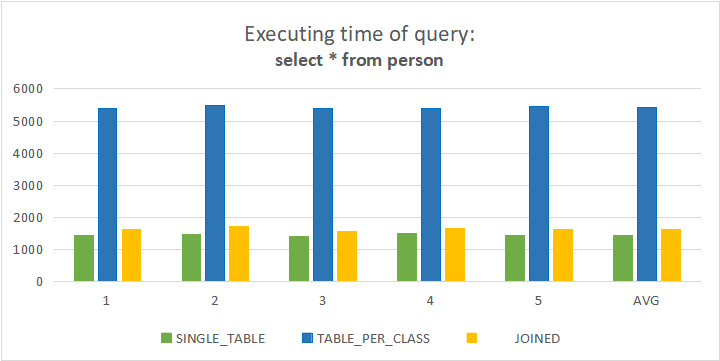 Executing time of query:
select * from person
6000
5000
4000
3000
2000
1000
0
1 2 3 4 5 AVG
SINGLE_TABLE TABLE_PER_CLASS JOINED